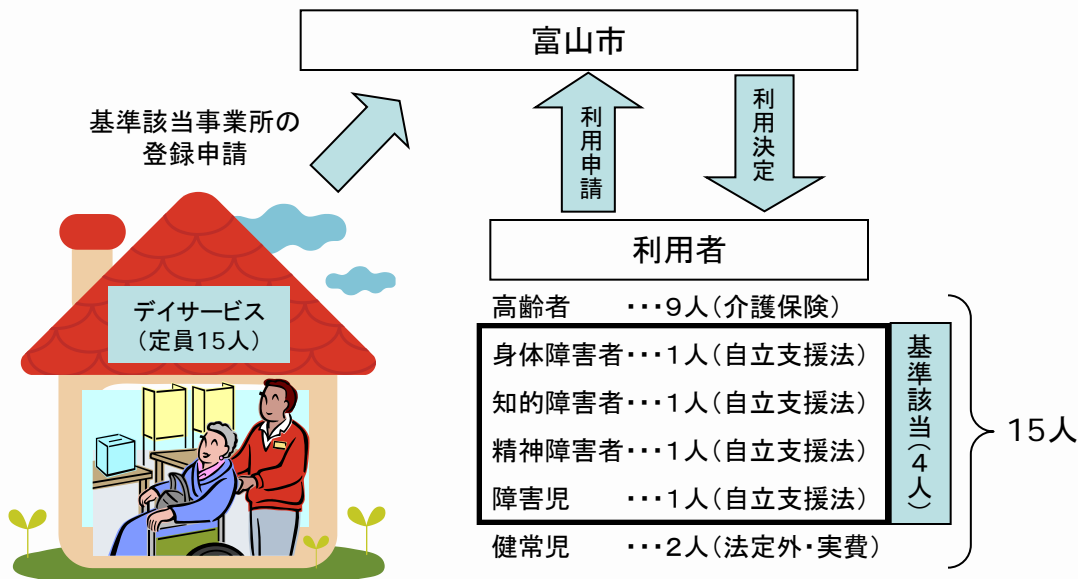 富山市
基準該当事業所の
登録申請
利用申請
利用決定
デイサービス
（定員15人）
利用者
高齢者　　・・・9人（介護保険）
身体障害者・・・1人（自立支援法）
知的障害者・・・1人（自立支援法）
精神障害者・・・1人（自立支援法）
障害児　　・・・1人（自立支援法）
健常児　　・・・2人（法定外・実費）
基準該当（4人）
15人